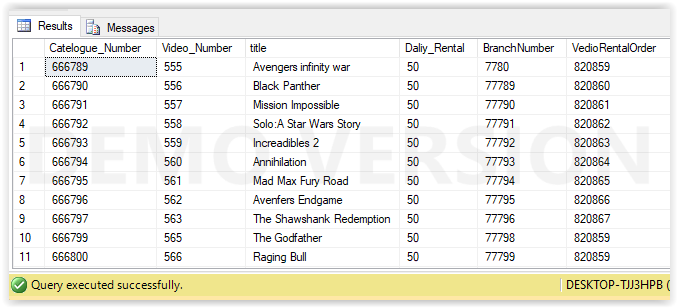 Results Messages
Catelogue_Number Video_Number title Daliy_Rental BranchNumber VedioRentalOrder
1 666789 555 Avengers infinity war 50 7780 820859
2 666790 556 Black Panther 50 77789 820860
3 666791 557 Mission Impossible 50 77790 820861
4 666792 558 Solo:A Star Wars Story 50 77791 820862
5 666793 559 Increadibles 2 50 77792 820863
6 666794 560 Annihilation 50 77793 820864
7 666795 561 Mad Max Fury Road 50 77794 820865
8 666796 562 Avenfers Endgame 50 77795 820866
9 666797 563 The Shawshank Redemption 50 77796 820867
10 666799 565 The Godfather 50 77798 820859
11 666800 566 Raging Bull 50 77799 820859
DEMO VERSION
Query executed successfully. DESKTOP-TJJ3HPB (